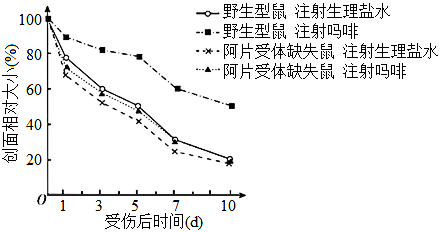 野生型鼠 注射生理盐水
野生型鼠 注射吗啡
阿片受体缺失鼠 注射生理盐水
阿片受体缺失鼠 注射吗啡
创面相对大小(%)
100
80
60
40
20
O
1 3 5 7 10
受伤后时间(d)